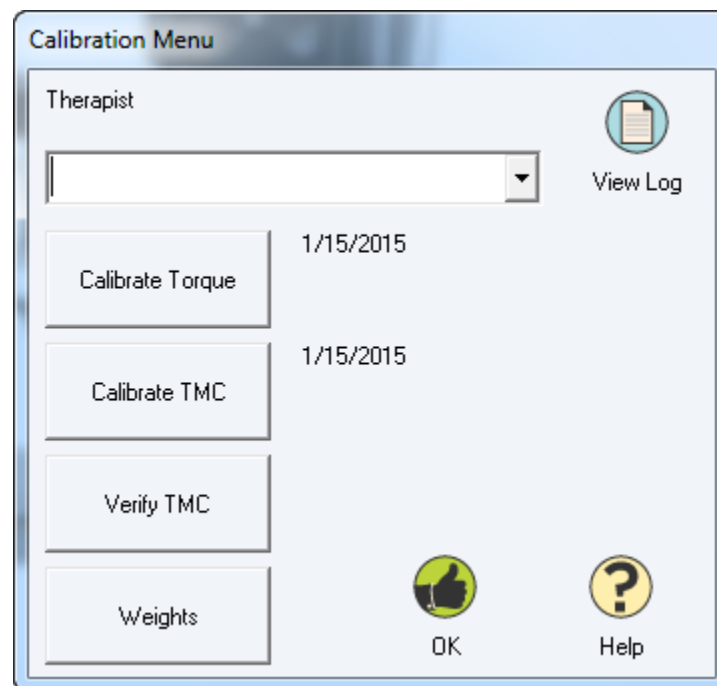 Calibration Menu
Therapist
View Log
Calibrate Torque
1/15/2015
Calibrate TMC
1/15/2015
Verify TMC
Weights
OK
Help